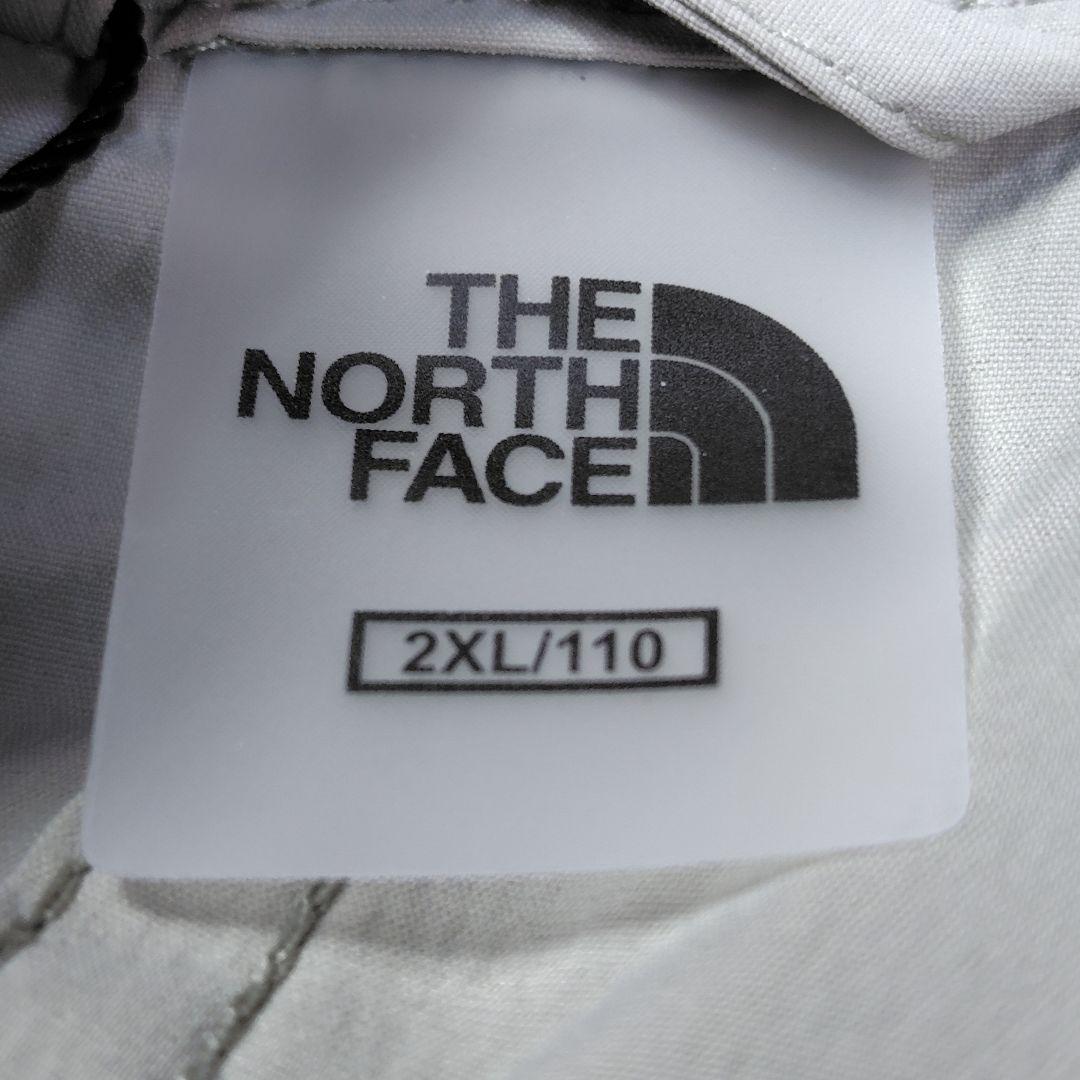 THE
NORTH
FACE
2XL/110